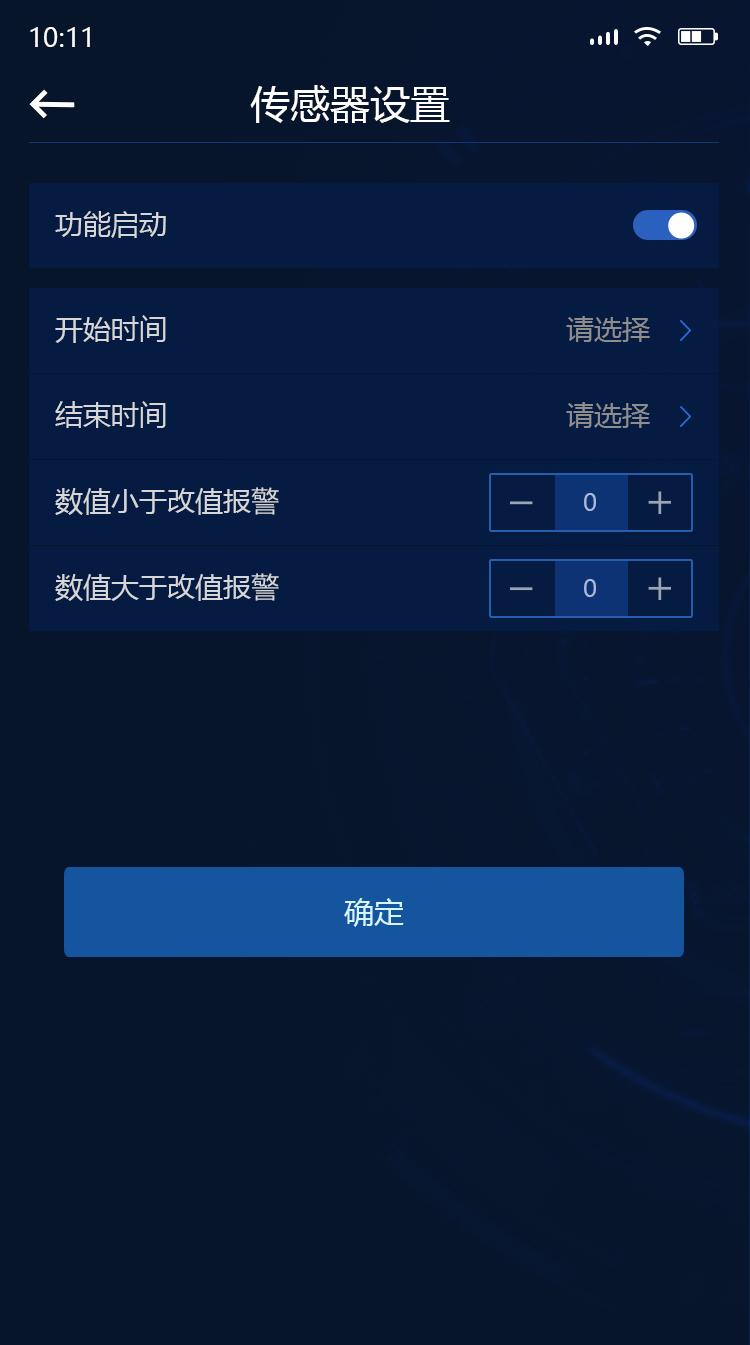 10:11
传感器设置
功能启动
开始时间 请选择
结束时间 请选择
数值小于改值报警 0
数值大于改值报警 0
确定